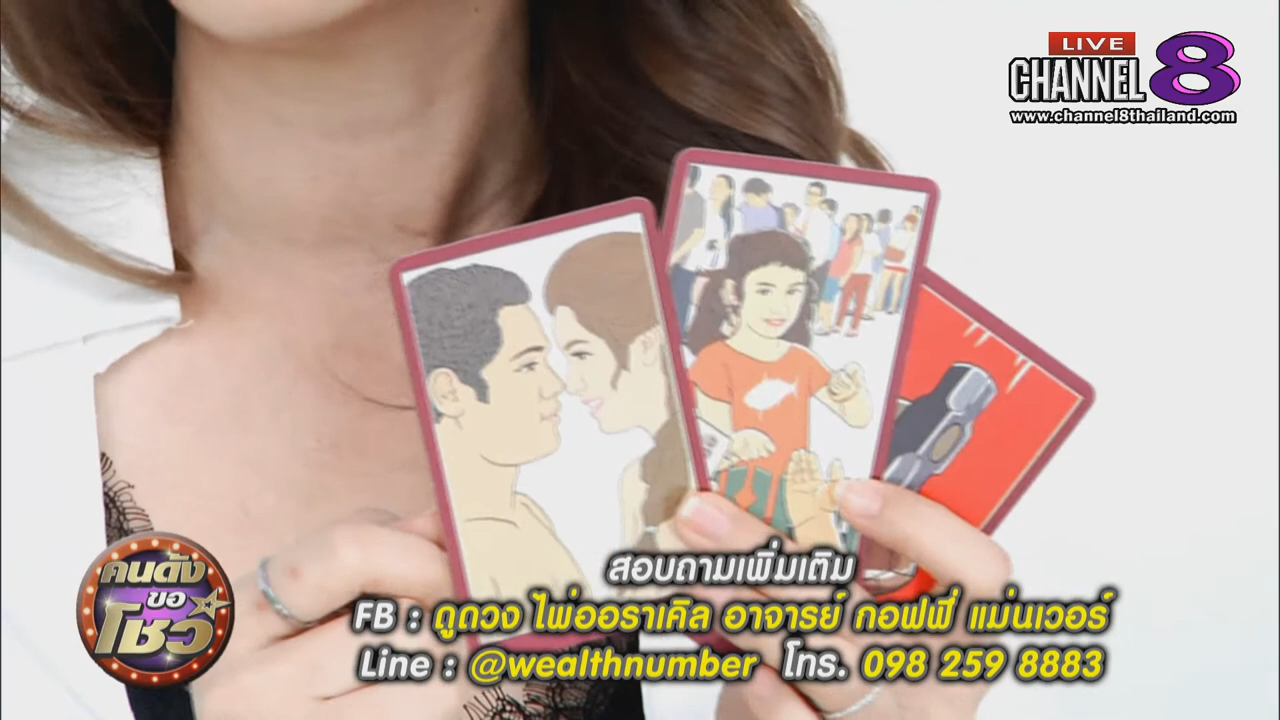 LIVE
CHANNEL 8
www.channel8thailand.com
คนดัง
ขอ
โชว์
สอบถามเพิ่มเติม
FB : ดูดวง ไพ่ออราเคิล อาจารย์ กอฟฟี่ แม่นเวอร์
Line : @wealthnumber โทร. 098 259 8883